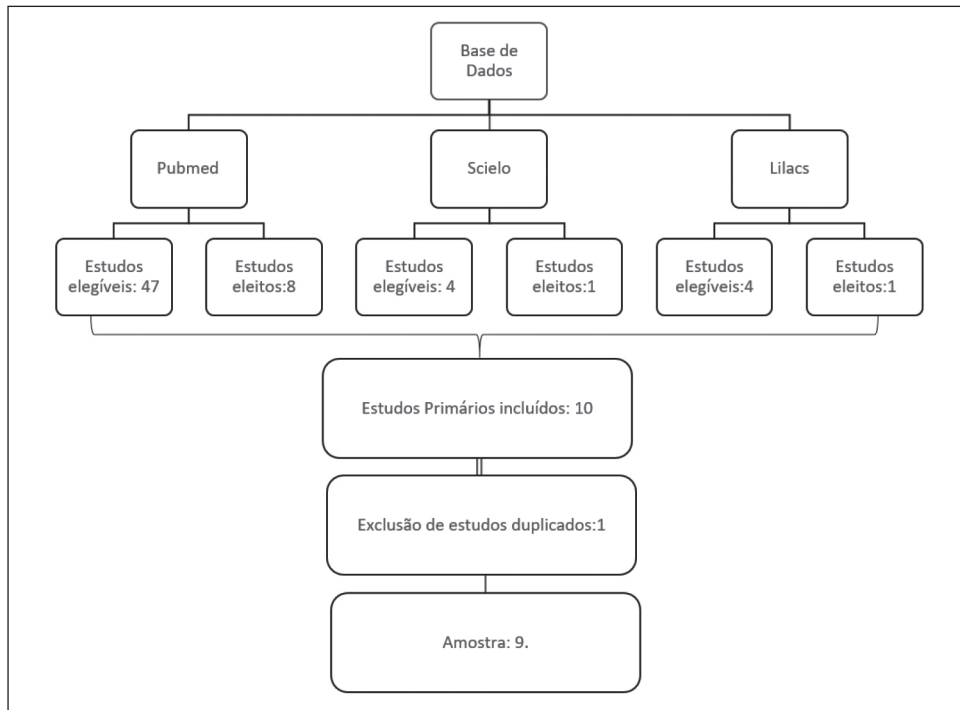 Base de
Dados
Pubmed
Scielo
Lilacs
Estudos
elegíveis: 47
Estudos
eleitos:8
Estudos
elegíveis: 4
Estudos
eleitos:1
Estudos
elegíveis:4
Estudos
eleitos:1
Estudos Primários incluídos: 10
Exclusão de estudos duplicados:1
Amostra: 9.